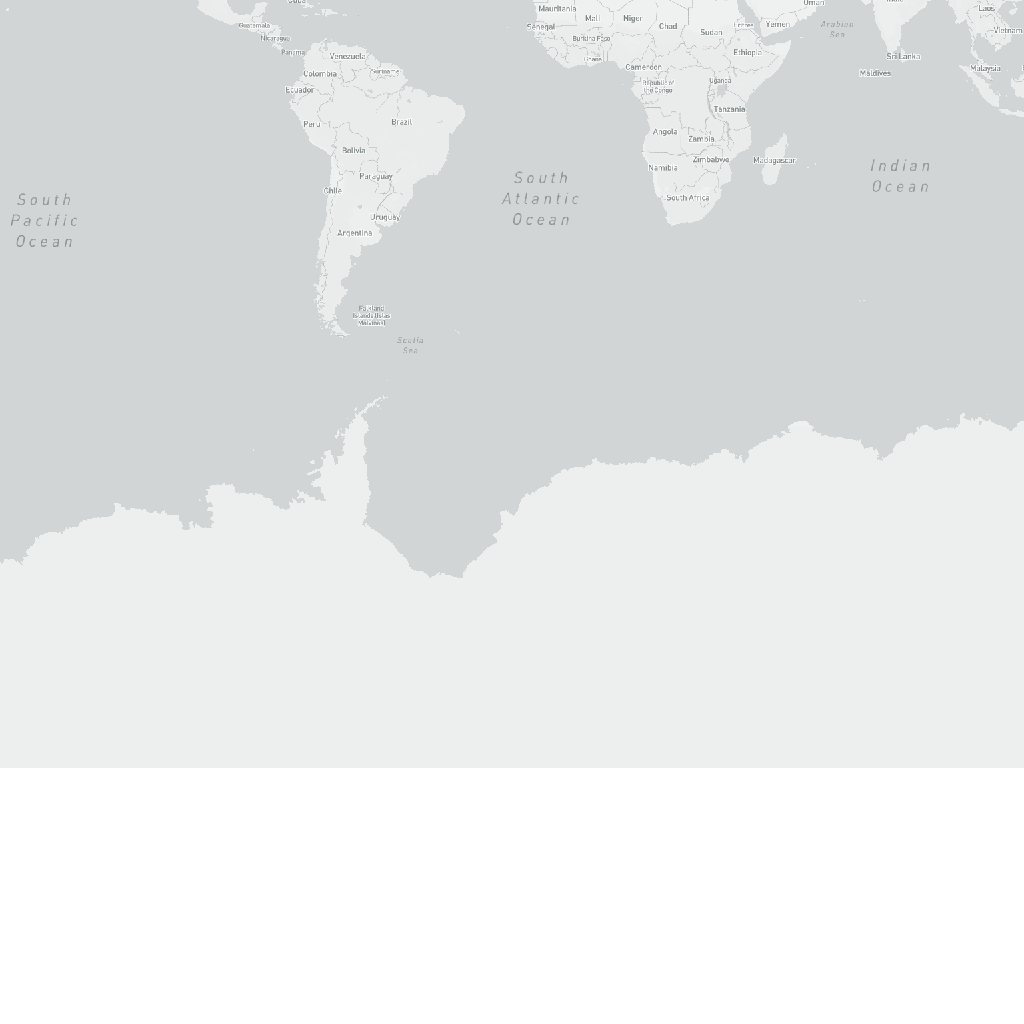 Cuba
Guatemala
Nicaragua
Panama
Venezuela
Colombia
Suriname
Ecuador
Peru
Brazil
Bolivia
Paraguay
Chile
Uruguay
Argentina
Falkland
Islands (Islas
Malvinas)
Scotia
Sea
South
Pacific
Ocean
South
Atlantic
Ocean
Mauritania
Mali
Niger
Senegal
Chad
Sudan
Eritrea
Yemen
Oman
Burkina Faso
Ghana
Ethiopia
Cameroon
Republic of
the Congo
Uganda
Tanzania
Angola
Zambia
Zimbabwe
Namibia
Madagascar
South Africa
Arabian
Sea
Sri Lanka
Maldives
Laos
Vietnam
Malaysia
Indian
Ocean